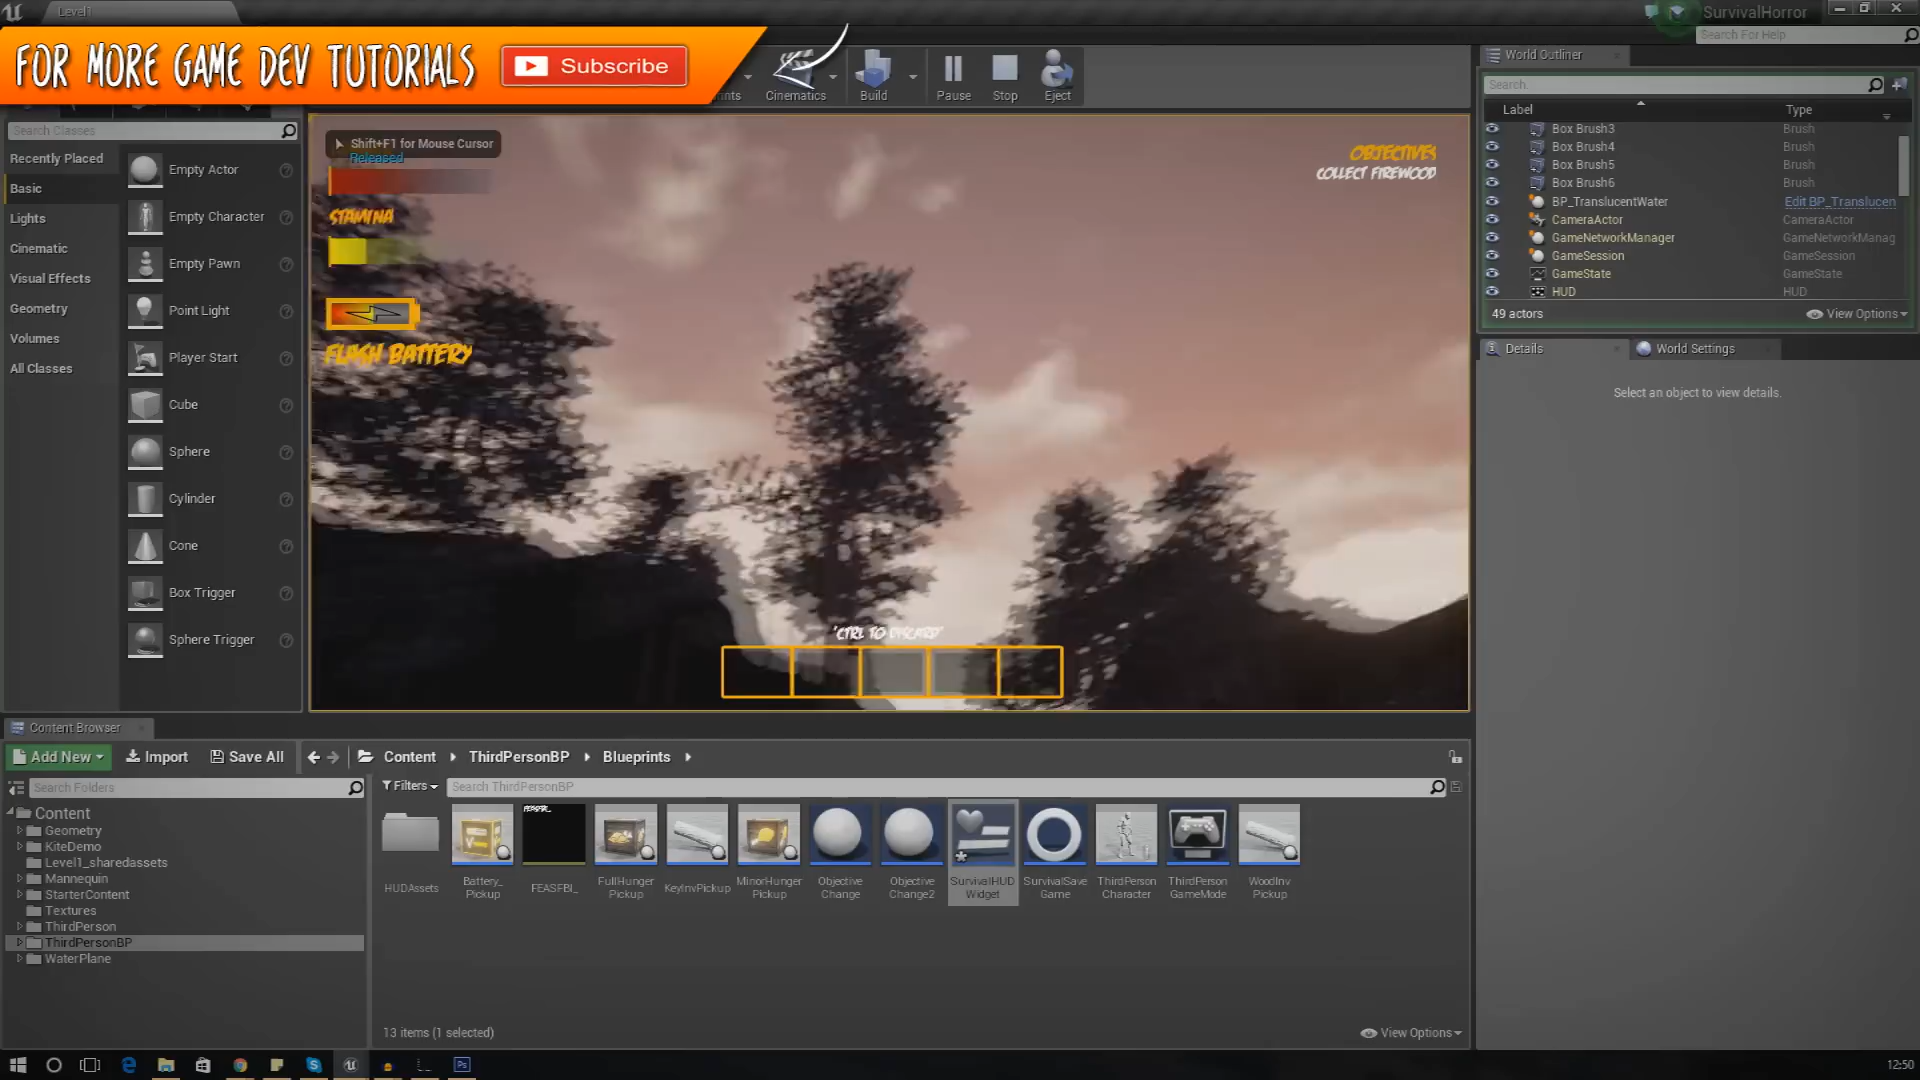 Level1
SurvivalHorror
FOR MORE GAME DEV TUTORIALS
Subscribe
Cinematics
Build
Pause
Stop
Eject
Search For Help
World Outliner
Search
Label
Type
Box Brush3
Brush
Box Brush4
Brush
Box Brush5
Brush
Box Brush6
Brush
BP_TranslucentWater
Edit BP_Translucen
CameraActor
CameraActor
GameNetworkManager
GameNetworkManag
GameSession
GameSession
GameState
GameState
HUD
HUD
49 actors
View Options
Details
World Settings
Select an object to view details.
Search Classes
Recently Placed
Basic
Lights
Cinematic
Visual Effects
Geometry
Volumes
All Classes
Empty Actor
Empty Character
Empty Pawn
Point Light
Player Start
Cube
Sphere
Cylinder
Cone
Box Trigger
Sphere Trigger
Shift+F1 for Mouse Cursor
Released
STAMINA
FLASH BATTERY
OBJECTIVES
COLLECT FIREWOOD
'CTRL TO DISCARD'
Content Browser
Add New
Import
Save All
Content
ThirdPersonBP
Blueprints
Search Folders
Filters
Search ThirdPersonBP
Content
Geometry
KiteDemo
Level1_sharedassets
Mannequin
StarterContent
Textures
ThirdPerson
ThirdPersonBP
WaterPlane
HUDAssets
Battery_
Pickup
FEASFBI_
FullHunger
Pickup
KeyInvPickup
MinorHunger
Pickup
Objective
Change
Objective
Change2
SurvivalHUD
Widget
SurvivalSave
Game
ThirdPerson
Character
ThirdPerson
GameMode
WoodInv
Pickup
13 items (1 selected)
View Options
12:50